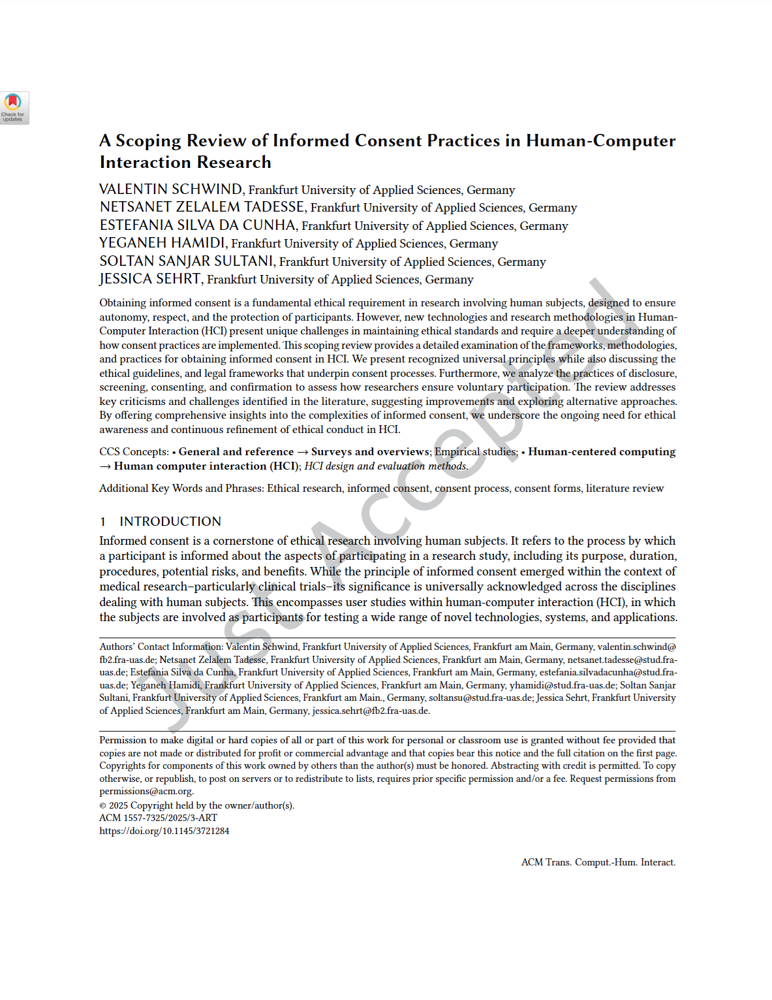 Check for
updates
A Scoping Review of Informed Consent Practices in Human-Computer
Interaction Research
VALENTIN SCHWIND, Frankfurt University of Applied Sciences, Germany
NETSANET ZELALEM TADESSE, Frankfurt University of Applied Sciences, Germany
ESTEFANIA SILVA DA CUNHA, Frankfurt University of Applied Sciences, Germany
YEGANEH HAMIDI, Frankfurt University of Applied Sciences, Germany
SOLTAN SANJAR SULTANI, Frankfurt University of Applied Sciences, Germany
JESSICA SEHRT, Frankfurt University of Applied Sciences, Germany
Obtaining informed consent is a fundamental ethical requirement in research involving human subjects, designed to ensure
autonomy, respect, and the protection of participants. However, new technologies and research methodologies in Human-
Computer Interaction (HCI) present unique challenges in maintaining ethical standards and require a deeper understanding of
how consent practices are implemented. This scoping review provides a detailed examination of the frameworks, methodologies,
and practices for obtaining informed consent in HCI. We present recognized universal principles while also discussing the
ethical guidelines, and legal frameworks that underpin consent processes. Furthermore, we analyze the practices of disclosure,
screening, consenting, and confirmation to assess how researchers ensure voluntary participation. The review addresses
key criticisms and challenges identified in the literature, suggesting improvements and exploring alternative approaches.
By offering comprehensive insights into the complexities of informed consent, we underscore the ongoing need for ethical
awareness and continuous refinement of ethical conduct in HCI.
CCS Concepts: • General and reference → Surveys and overviews; Empirical studies; • Human-centered computing
→ Human computer interaction (HCI); HCI design and evaluation methods.
Additional Key Words and Phrases: Ethical research, informed consent, consent process, consent forms, literature review
1 INTRODUCTION
Informed consent is a cornerstone of ethical research involving human subjects. It refers to the process by which
a participant is informed about the aspects of participating in a research study, including its purpose, duration,
procedures, potential risks, and benefits. While the principle of informed consent emerged within the context of
medical research–particularly clinical trials–its significance is universally acknowledged across the disciplines
dealing with human subjects. This encompasses user studies within human-computer interaction (HCI), in which
the subjects are involved as participants for testing a wide range of novel technologies, systems, and applications.
Authors' Contact Information: Valentin Schwind, Frankfurt University of Applied Sciences, Frankfurt am Main, Germany, valentin.schwind@
fb2.fra-uas.de; Netsanet Zelalem Tadesse, Frankfurt University of Applied Sciences, Frankfurt am Main, Germany, netsanet.tadesse@stud.fra-
uas.de; Estefania Silva da Cunha, Frankfurt University of Applied Sciences, Frankfurt am Main, Germany, estefania.silvadacunha@stud.fra-
uas.de; Yeganeh Hamidi, Frankfurt University of Applied Sciences, Frankfurt am Main, Germany, yhamidi@stud.fra-uas.de; Soltan Sanjar
Sultani, Frankfurt University of Applied Sciences, Frankfurt am Main., Germany, soltansu@stud.fra-uas.de; Jessica Sehrt, Frankfurt University
of Applied Sciences, Frankfurt am Main, Germany, jessica.sehrt@fb2.fra-uas.de.
Permission to make digital or hard copies of all or part of this work for personal or classroom use is granted without fee provided that
copies are not made or distributed for profit or commercial advantage and that copies bear this notice and the full citation on the first page.
Copyrights for components of this work owned by others than the author(s) must be honored. Abstracting with credit is permitted. To copy
otherwise, or republish, to post on servers or to redistribute to lists, requires prior specific permission and/or a fee. Request permissions from
permissions@acm.org.
© 2025 Copyright held by the owner/author(s).
ACM 1557-7325/2025/3-ART
https://doi.org/10.1145/3721284
ACM Trans. Comput.-Hum. Interact.
Just Accepted